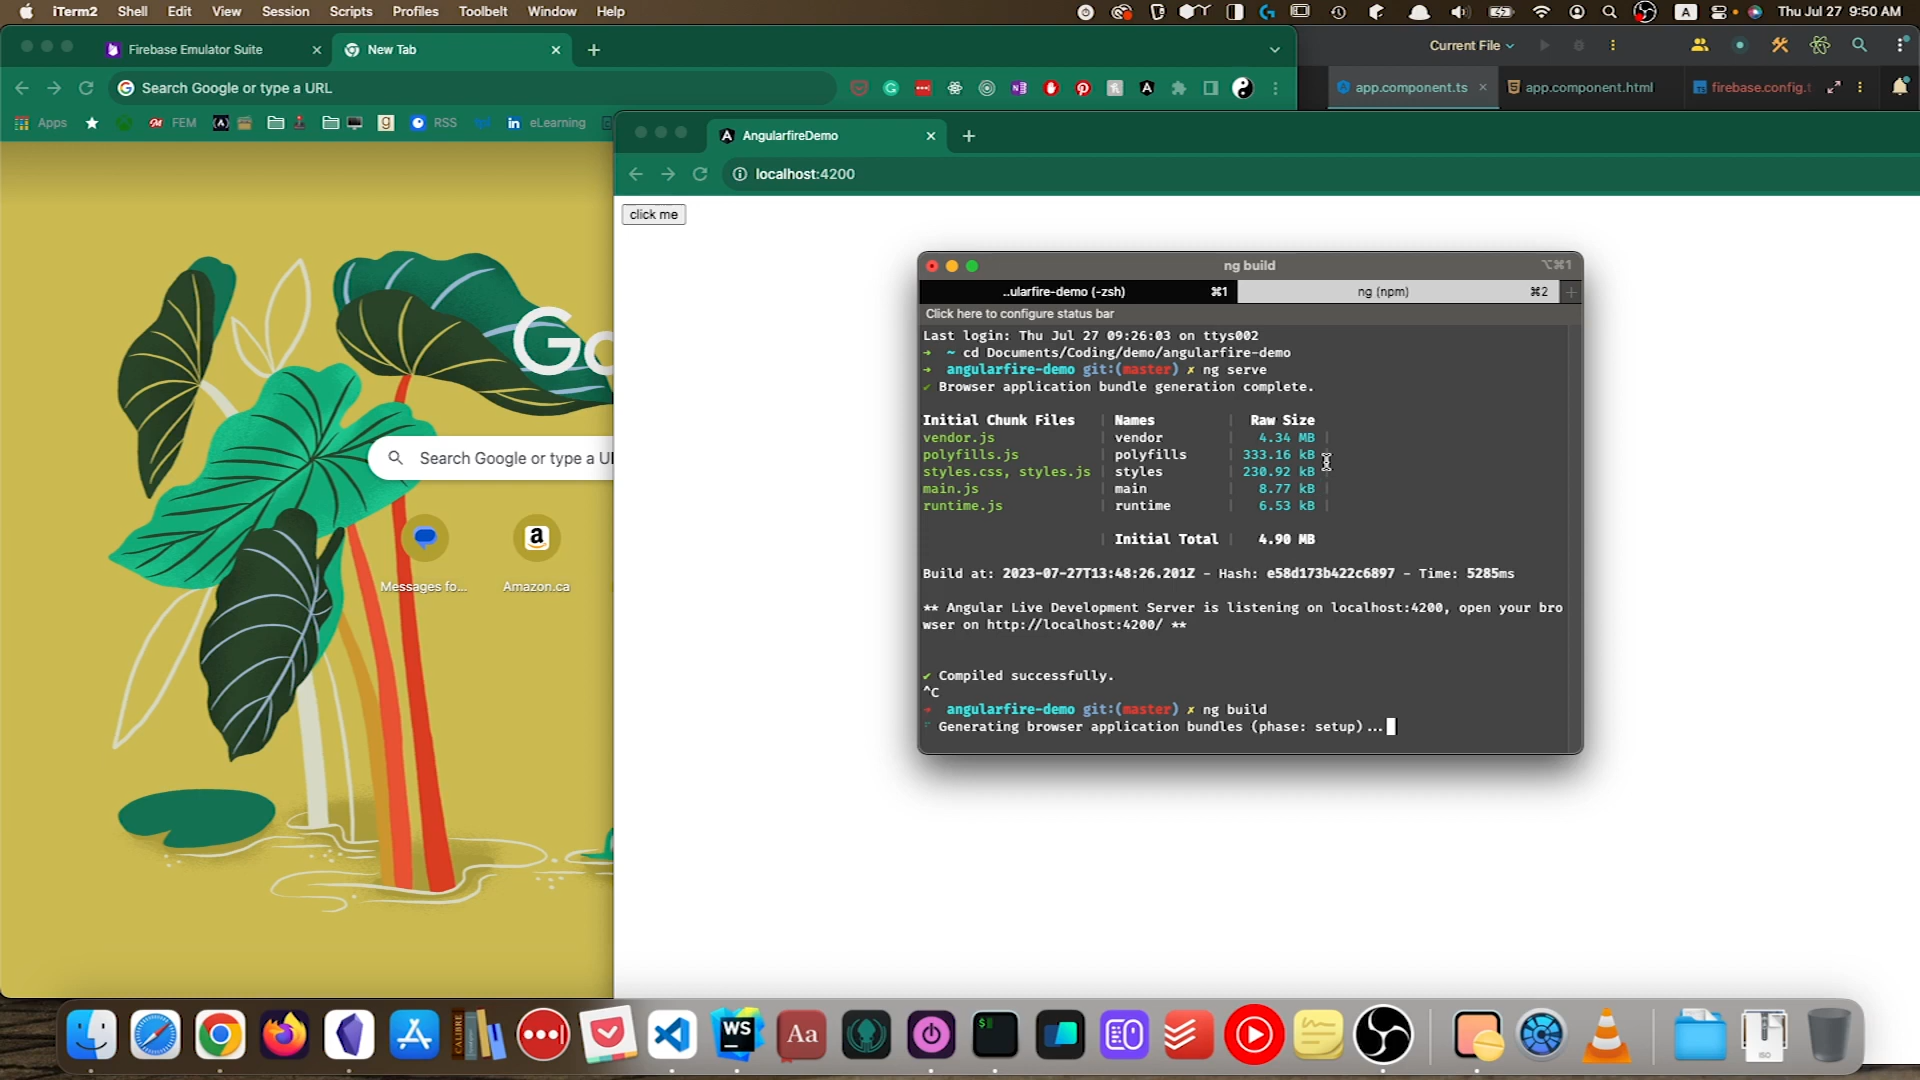 iTerm2 Shell Edit View Session Scripts Profiles Toolbelt Window Help
A Thu Jul 27 9:50 AM
Firebase Emulator Suite
New Tab
Current File
Search Google or type a URL
app.component.ts
app.component.html
firebase.config.t
Apps
FEM
RSS
eLearning
AngularfireDemo
localhost:4200
click me
Search Google or type a U
Messages fo...
Amazon.ca
ng build
⌥⌘1
..ularfire-demo (-zsh) ⌘1
ng (npm) ⌘2
Click here to configure status bar
Last login: Thu Jul 27 09:26:03 on ttys002
➜ ~ cd Documents/Coding/demo/angularfire-demo
➜ angularfire-demo git:(master) ✗ ng serve
✔ Browser application bundle generation complete.
Initial Chunk Files | Names | Raw Size
vendor.js | vendor | 4.34 MB |
polyfills.js | polyfills | 333.16 kB |
styles.css, styles.js | styles | 230.92 kB |
main.js | main | 8.77 kB |
runtime.js | runtime | 6.53 kB |
| Initial Total | 4.90 MB
Build at: 2023-07-27T13:48:26.201Z - Hash: e58d173b422c6897 - Time: 5285ms
** Angular Live Development Server is listening on localhost:4200, open your bro
wser on http://localhost:4200/ **
✔ Compiled successfully.
^C
➜ angularfire-demo git:(master) ✗ ng build
Generating browser application bundles (phase: setup)...
CALIBRE
WS
Aa
ISO